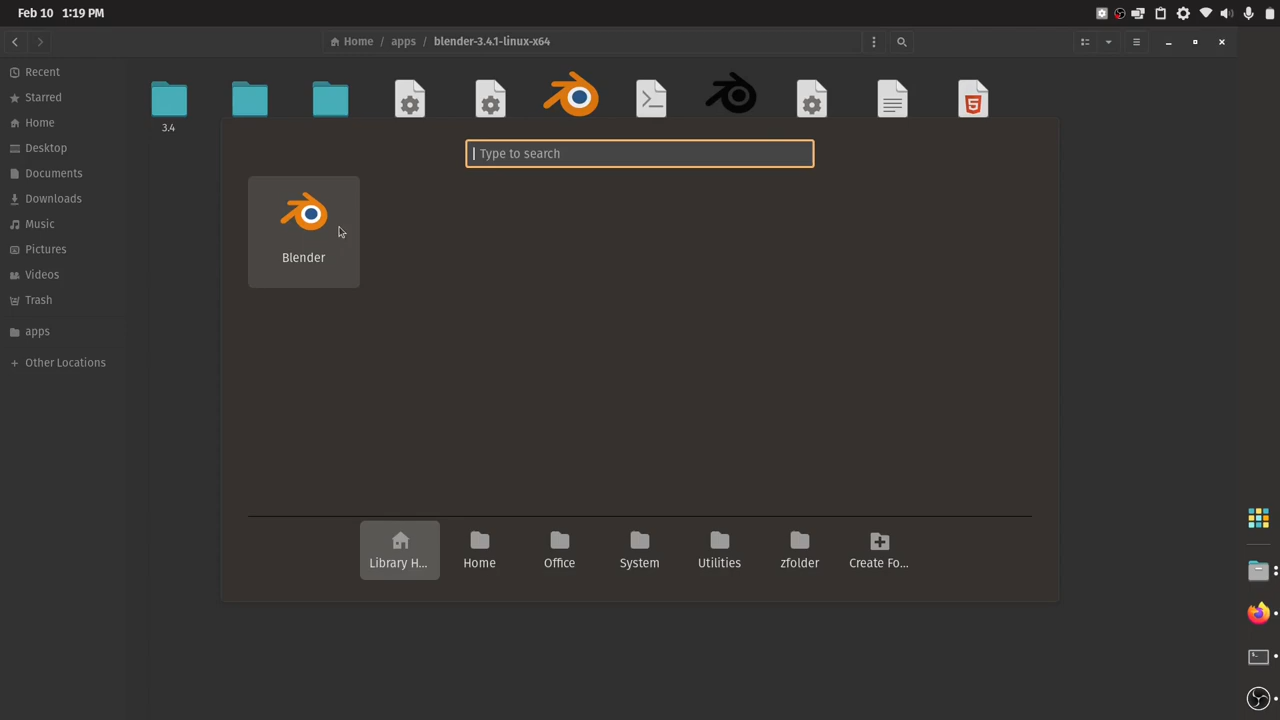 Feb 10 1:19 PM
Home / apps / blender-3.4.1-linux-x64
Recent
Starred
Home
Desktop
Documents
Downloads
Music
Pictures
Videos
Trash
apps
Other Locations
3.4
Type to search
Blender
Library H...
Home
Office
System
Utilities
zfolder
Create Fo...